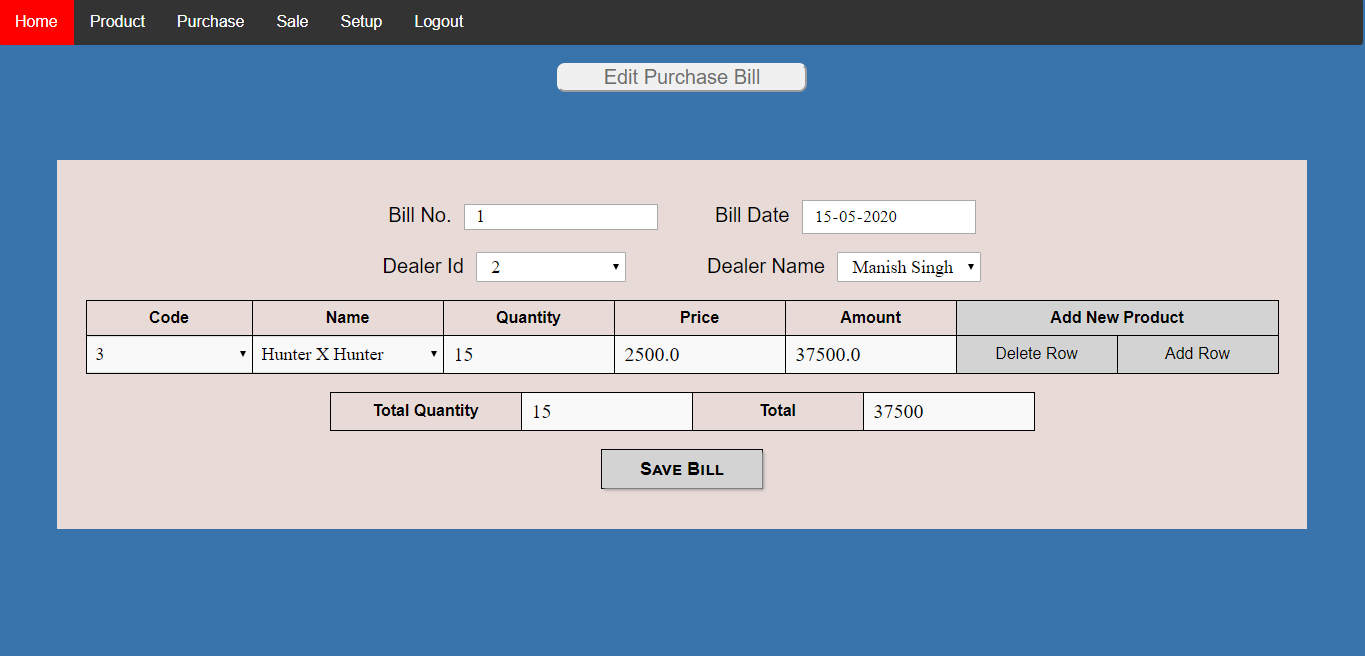 Home Product Purchase Sale Setup Logout
Edit Purchase Bill
Bill No. 1 Bill Date 15-05-2020
Dealer Id 2 Dealer Name Manish Singh
Code Name Quantity Price Amount Add New Product
3 Hunter X Hunter 15 2500.0 37500.0 Delete Row Add Row
Total Quantity 15 Total 37500
Save Bill